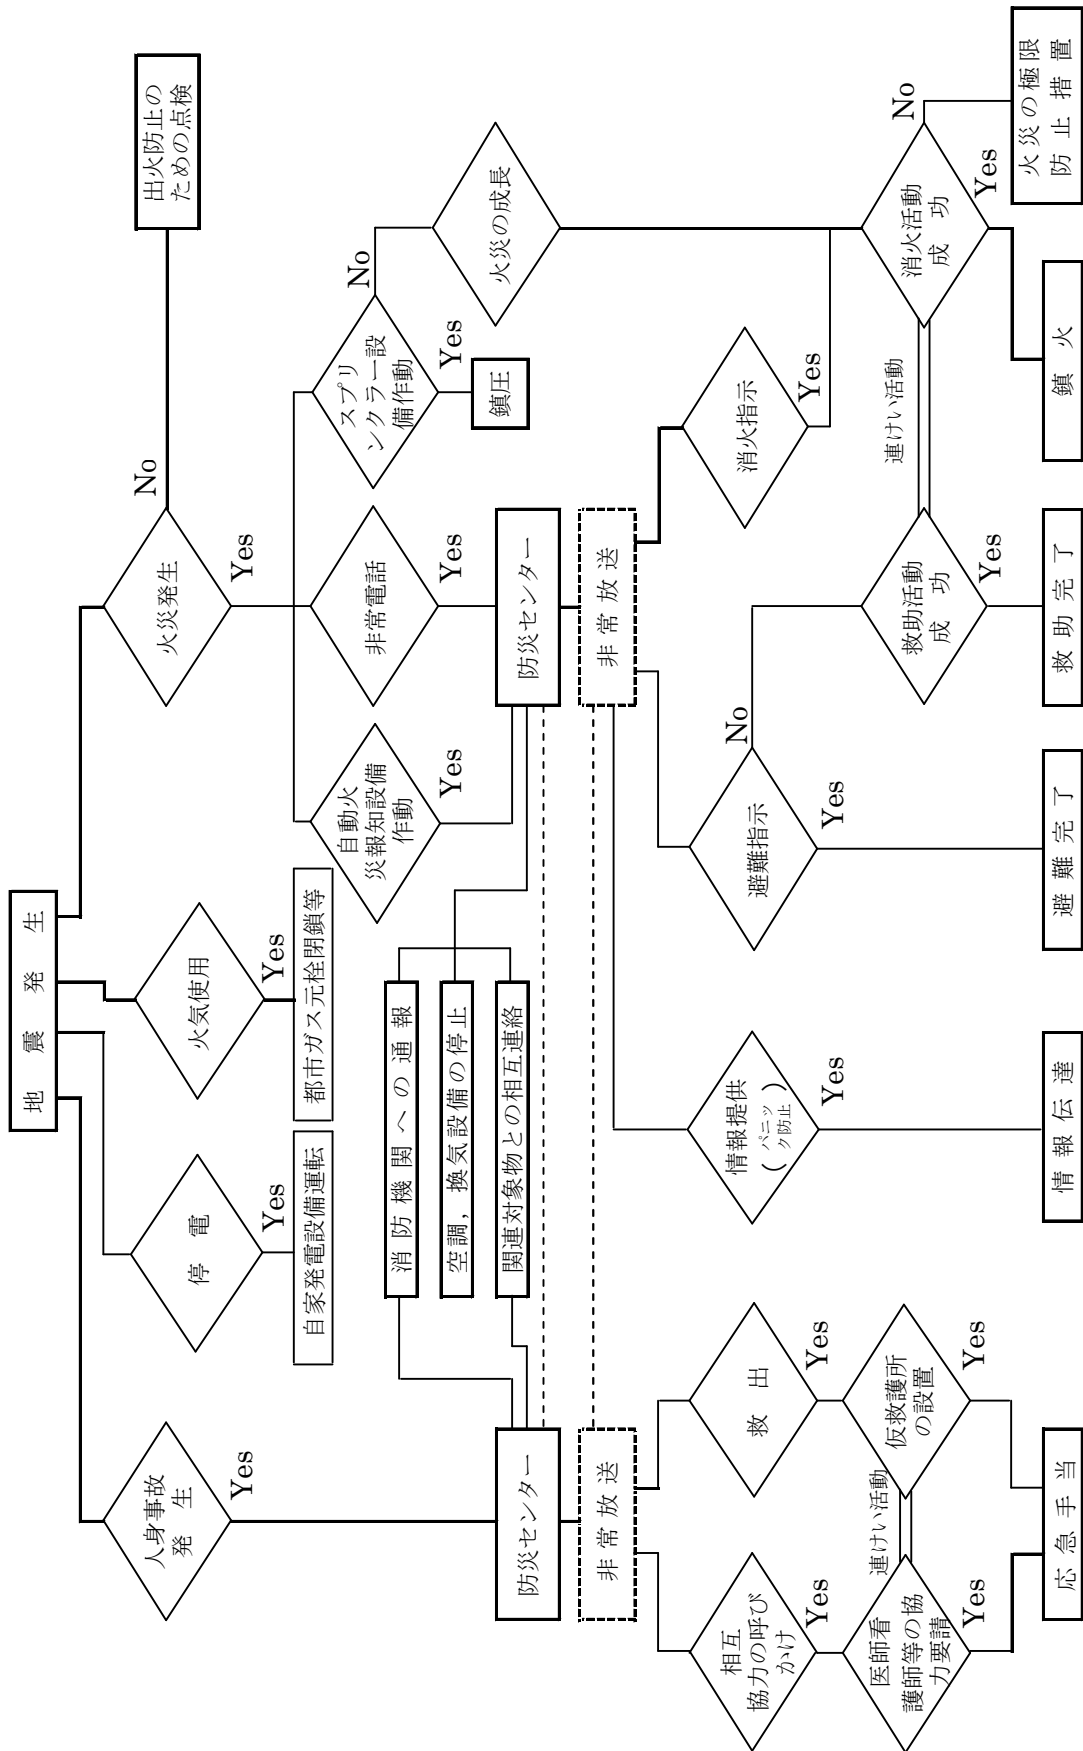 地震発生
人身事故
発生
Yes
停電
Yes
自家発電設備運転
火気使用
Yes
都市ガス元栓閉鎖等
火災発生
No
出火防止の
ための点検
Yes
自動火
災報知設備
作動
Yes
非常電話
Yes
スプリ
ンクラー設
備作動
No
Yes
鎮圧
火災の成長
消防機関への通報
空調，換気設備の停止
関連対象物との相互連絡
防災センター
防災センター
非常放送
非常放送
相互
協力の呼び
かけ
Yes
救出
Yes
情報提供
(パニッ
ク防止
Yes
避難指示
No
Yes
消火指示
Yes
医師看
護師等の協
力要請
Yes
連けい活動
仮救護所
の設置
Yes
救助活動
成功
Yes
連けい活動
消火活動
成功
No
Yes
火災の極限
防止措置
応急手当
情報伝達
避難完了
救助完了
鎮火